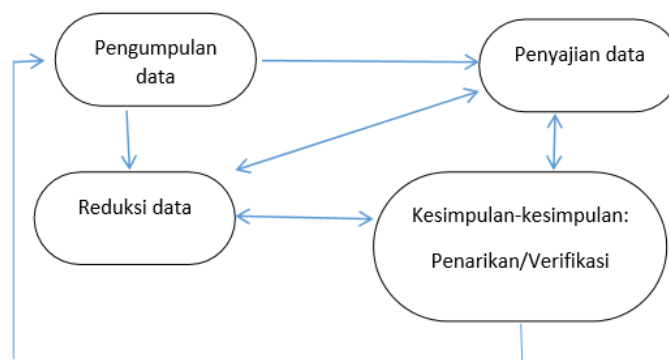 Pengumpulan
data
Penyajian data
Reduksi data
Kesimpulan-kesimpulan:
Penarikan/Verifikasi